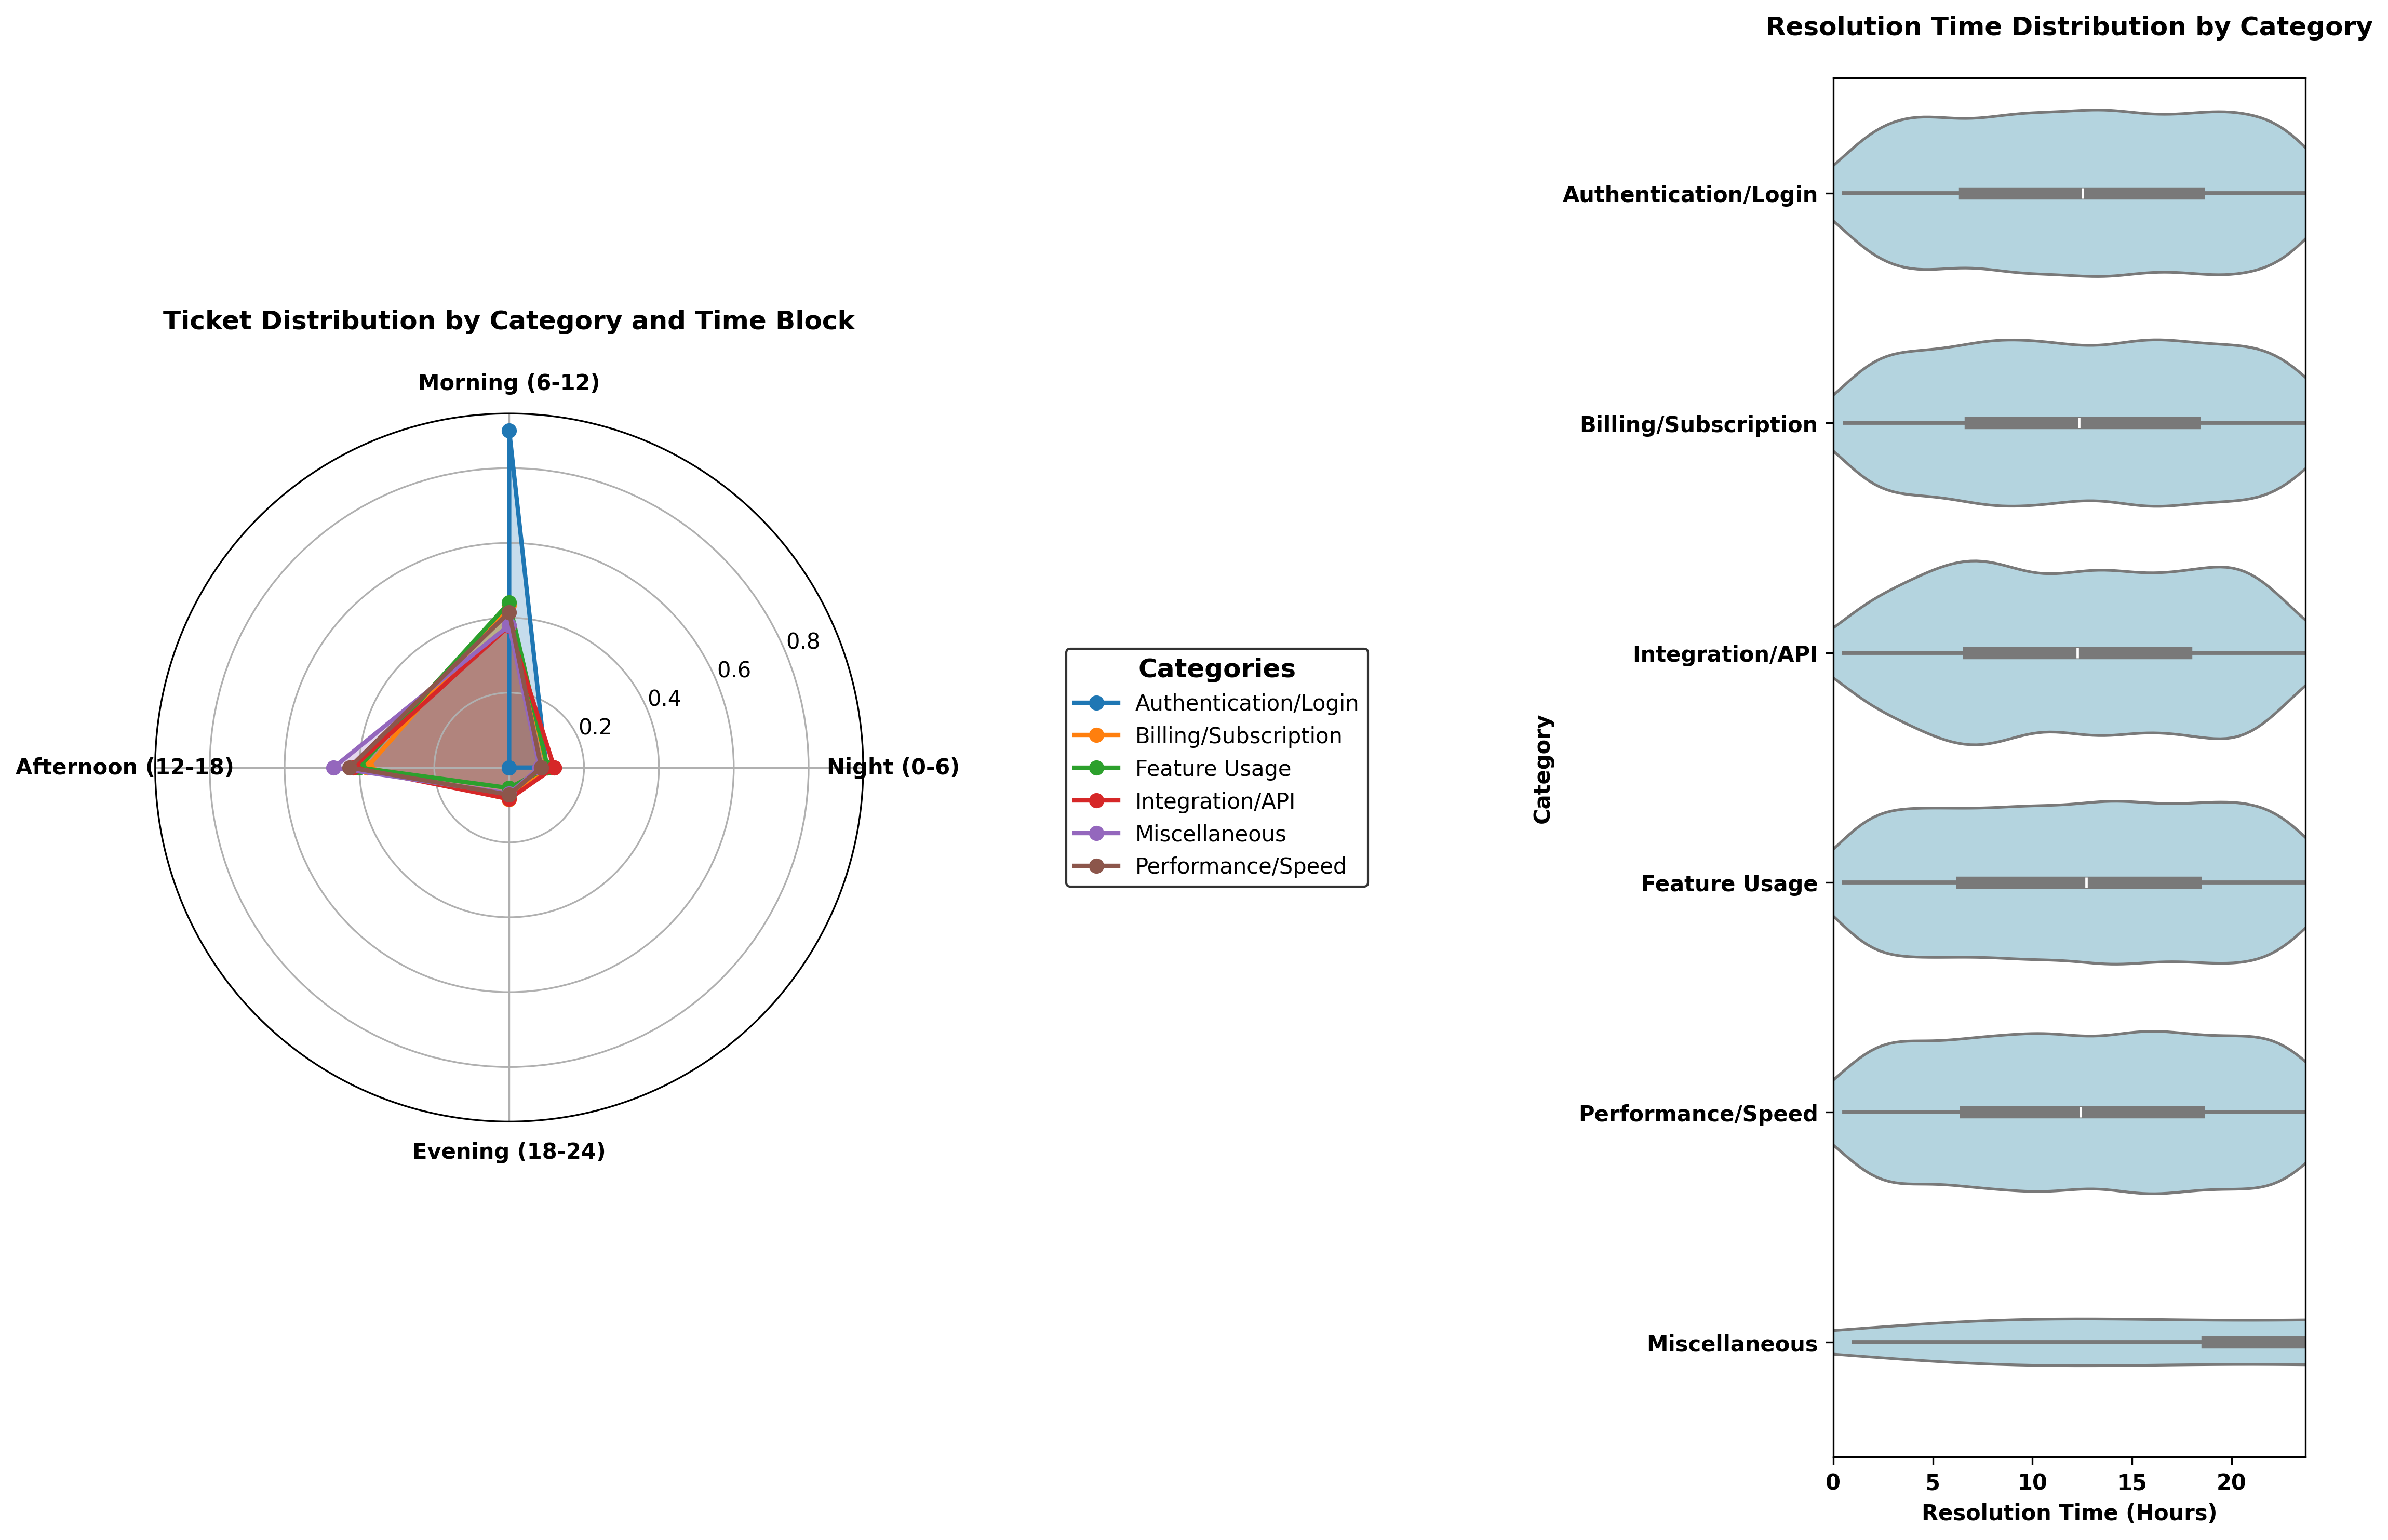 Ticket Distribution by Category and Time Block
Morning (6-12)
Afternoon (12-18)
Night (0-6)
Evening (18-24)
0.2
0.4
0.6
0.8
Categories
Authentication/Login
Billing/Subscription
Feature Usage
Integration/API
Miscellaneous
Performance/Speed
Resolution Time Distribution by Category
Category
Authentication/Login
Billing/Subscription
Integration/API
Feature Usage
Performance/Speed
Miscellaneous
0 5 10 15 20
Resolution Time (Hours)